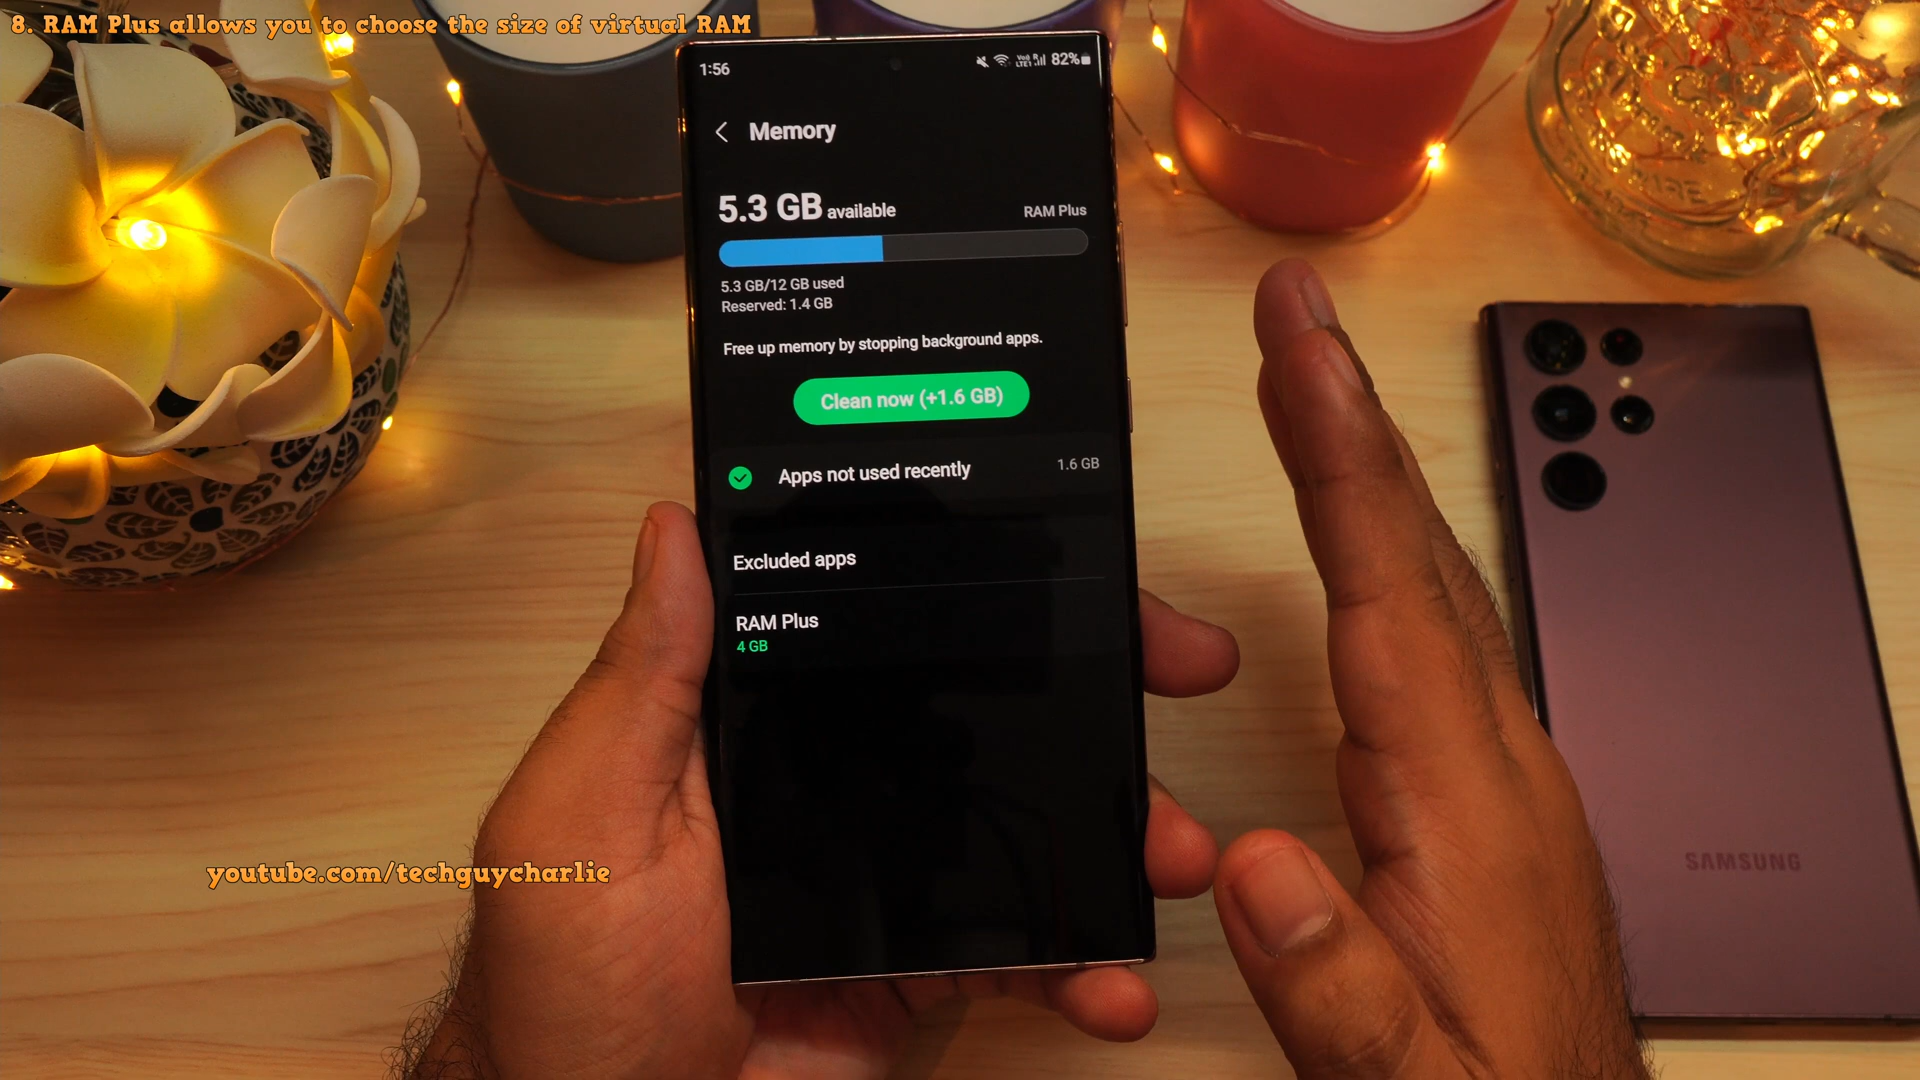 8. RAM Plus allows you to choose the size of virtual RAM
1:56
82%
Memory
5.3 GB available
RAM Plus
5.3 GB/12 GB used
Reserved: 1.4 GB
Free up memory by stopping background apps.
Clean now (+1.6 GB)
Apps not used recently
1.6 GB
Excluded apps
RAM Plus
4 GB
SAMSUNG
youtube.com/techguycharlie